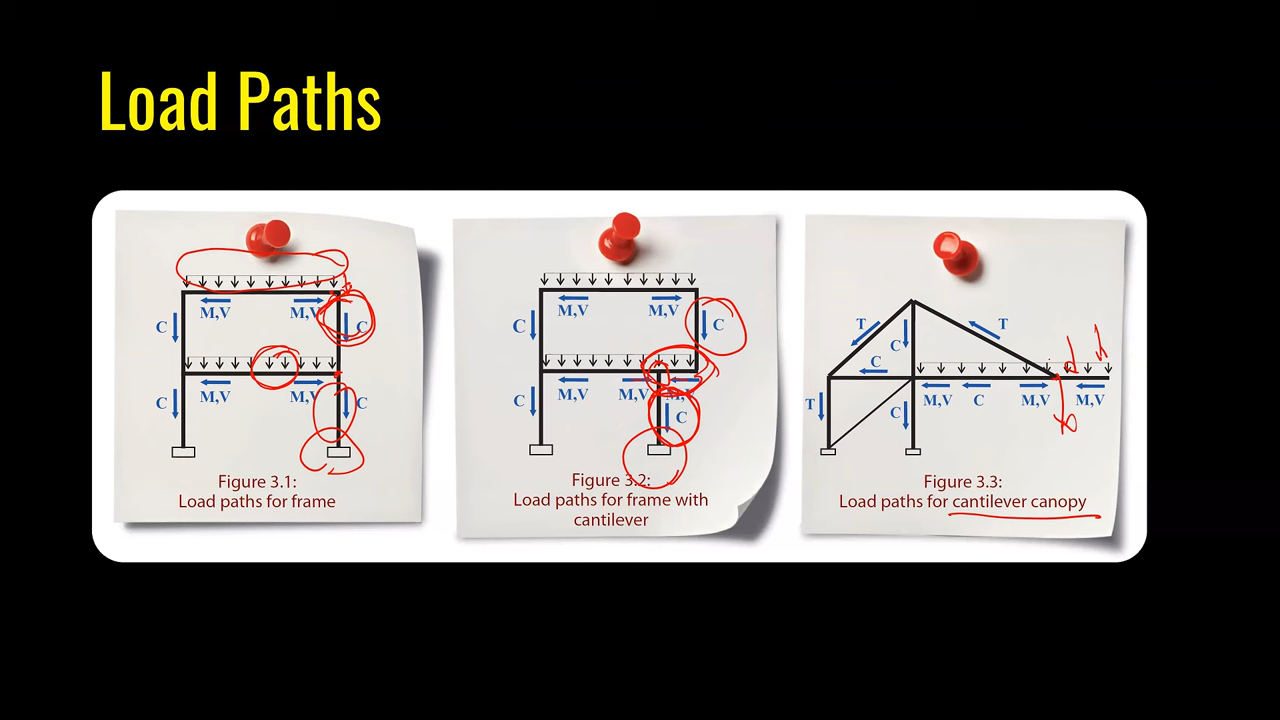 Load Paths
M,V M,V
C C
M,V M,V
C C
Figure 3.1:
Load paths for frame
M,V M,V
C C
M,V M,V M,V
C C
Figure 3.2:
Load paths for frame with
cantilever
T T
C
C
T M,V C M,V M,V
C
Figure 3.3:
Load paths for cantilever canopy